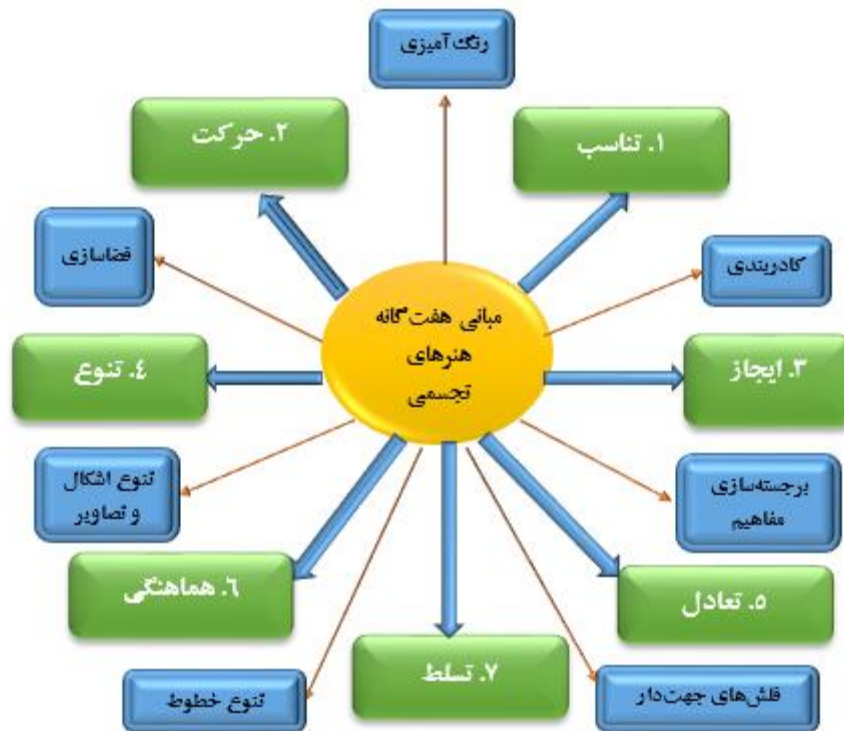 رنگ‌آمیزی
۲. حرکت
۱. تناسب
فضاسازی
کادربندی
مبانی هفت‌گانه
هنرهای
تجسمی
۴. تنوع
۳. ایجاز
تنوع اشکال
و تصاویر
برجسته‌سازی
مفاهیم
۶. هماهنگی
۵. تعادل
۷. تسلط
تنوع خطوط
فلش‌های جهت‌دار